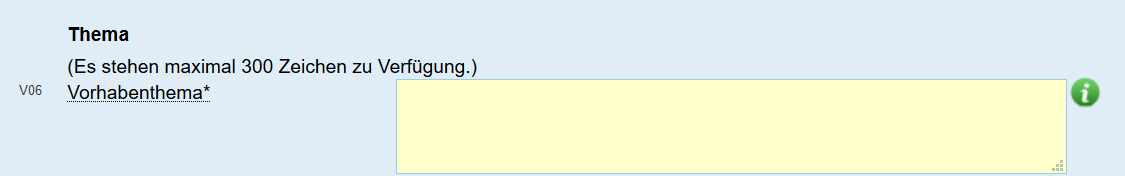 Thema
(Es stehen maximal 300 Zeichen zu Verfügung.)
V06 Vorhabenthema*